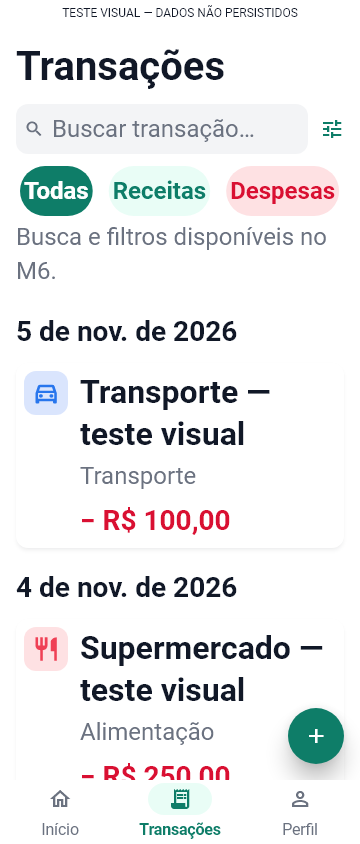 TESTE VISUAL — DADOS NÃO PERSISTIDOS
Transações
Buscar transação...
Todas
Receitas
Despesas
Busca e filtros disponíveis no
M6.
5 de nov. de 2026
Transporte —
teste visual
Transporte
− R$ 100,00
4 de nov. de 2026
Supermercado —
teste visual
Alimentação
− R$ 250,00
Início
Transações
Perfil